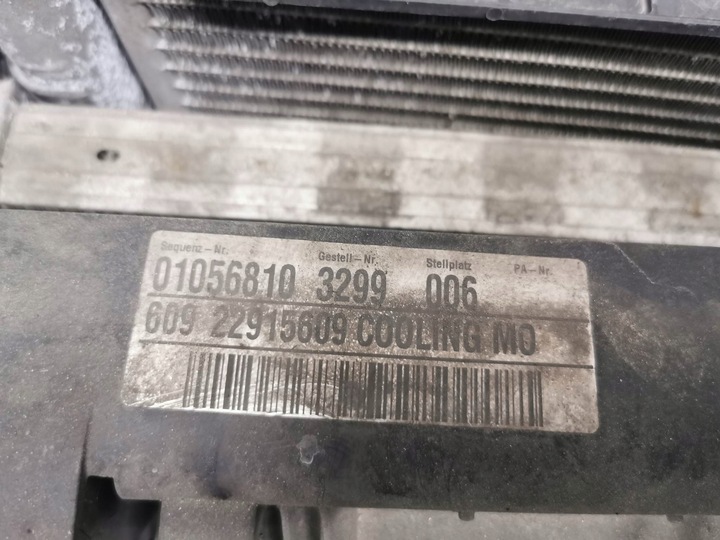 Sequenz-Nr. Gestell-Nr. Stellplatz PA-Nr.
01056810 3299 006
609 22915609 COOLING MO